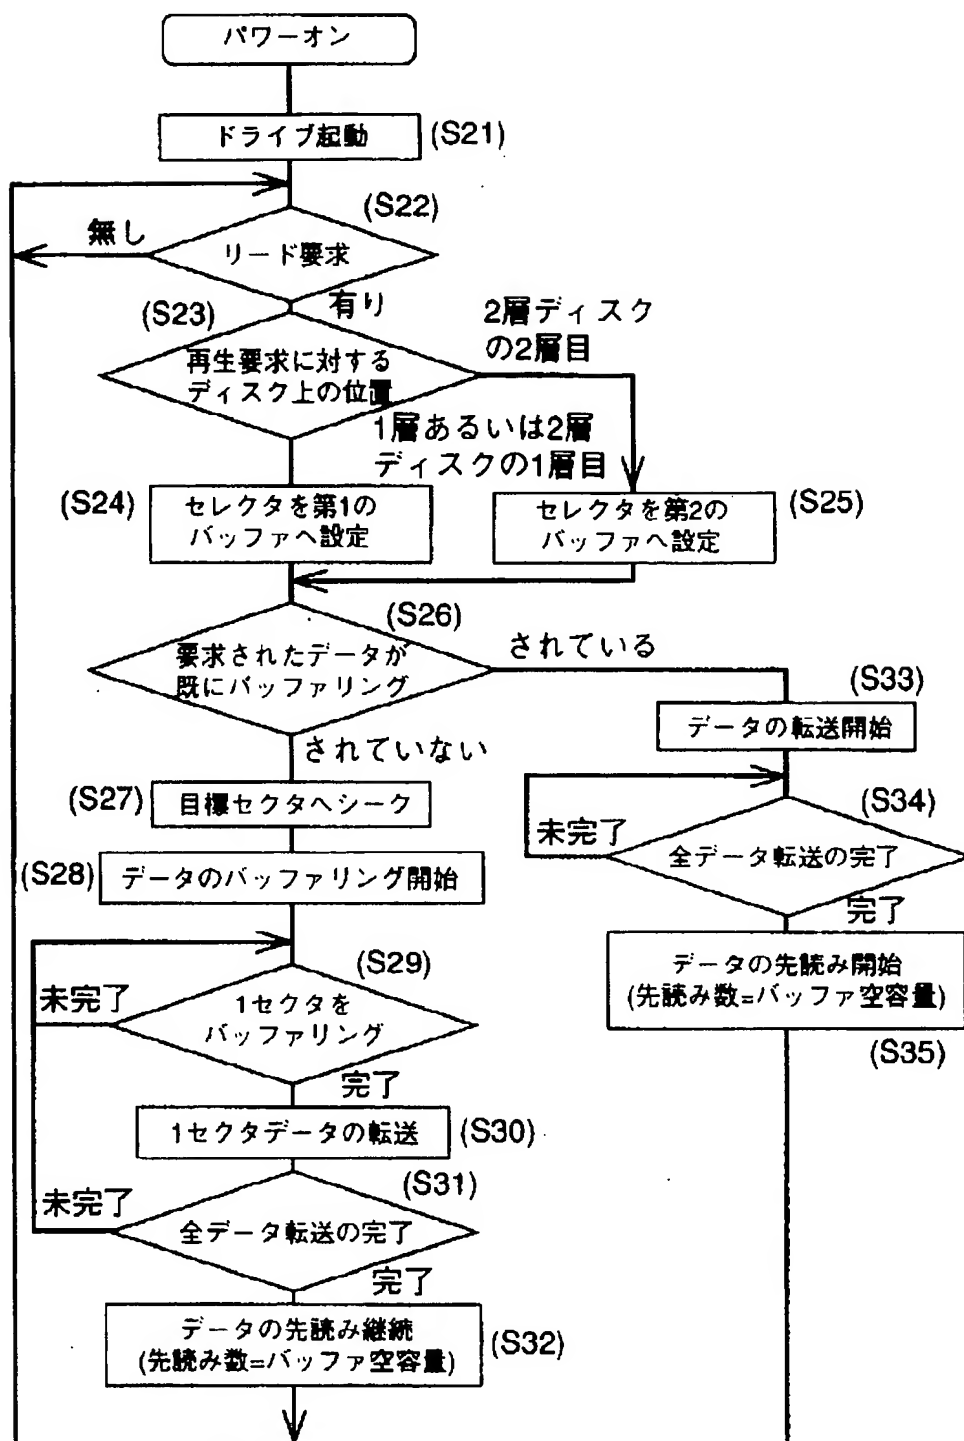 パワーオン
ドライブ起動
(S21)
(S22)
無し
リード要求
有り
(S23)
2層ディスク
の2層目
再生要求に対する
ディスク上の位置
1層あるいは2層
ディスクの1層目
(S24)
セレクタを第1の
バッファへ設定
セレクタを第2の
バッファへ設定
(S25)
(S26)
要求されたデータが
既にバッファリング
されている
されていない
(S33)
データの転送開始
(S27)
目標セクタへシーク
(S34)
未完了
全データ転送の完了
完了
(S28)
データのバッファリング開始
(S29)
未完了
1セクタを
バッファリング
完了
データの先読み開始
(先読み数=バッファ空容量)
(S35)
1セクタデータの転送
(S30)
(S31)
未完了
全データ転送の完了
完了
データの先読み継続
(先読み数=バッファ空容量)
(S32)